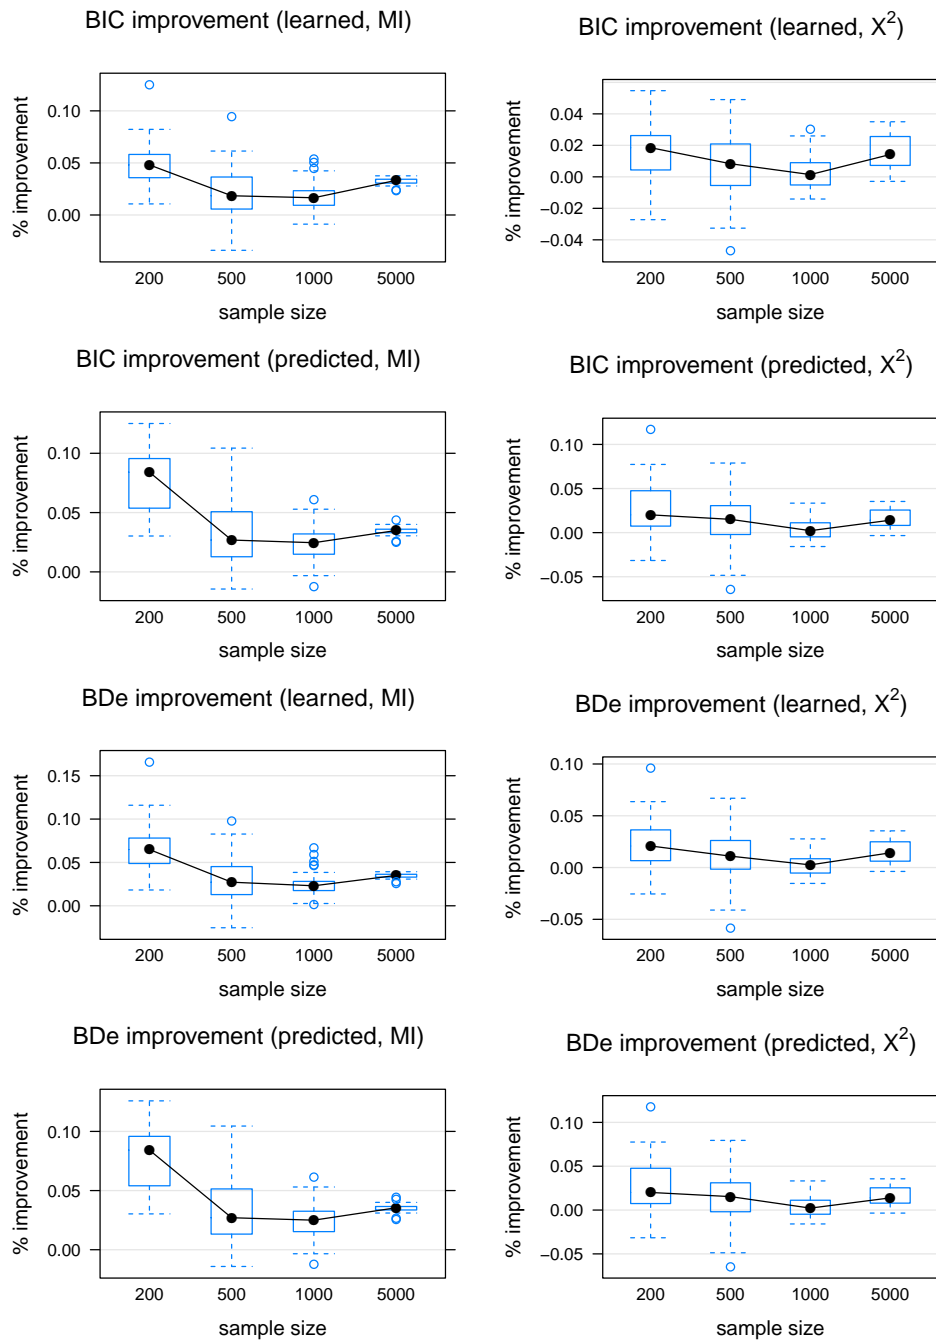 BIC improvement (learned, MI)
% improvement
0.10
0.05
0.00
200 500 1000 5000
sample size
BIC improvement (learned, X²)
% improvement
0.04
0.02
0.00
−0.02
−0.04
200 500 1000 5000
sample size
BIC improvement (predicted, MI)
% improvement
0.10
0.05
0.00
200 500 1000 5000
sample size
BIC improvement (predicted, X²)
% improvement
0.10
0.05
0.00
−0.05
200 500 1000 5000
sample size
BDe improvement (learned, MI)
% improvement
0.15
0.10
0.05
0.00
200 500 1000 5000
sample size
BDe improvement (learned, X²)
% improvement
0.10
0.05
0.00
−0.05
200 500 1000 5000
sample size
BDe improvement (predicted, MI)
% improvement
0.10
0.05
0.00
200 500 1000 5000
sample size
BDe improvement (predicted, X²)
% improvement
0.10
0.05
0.00
−0.05
200 500 1000 5000
sample size